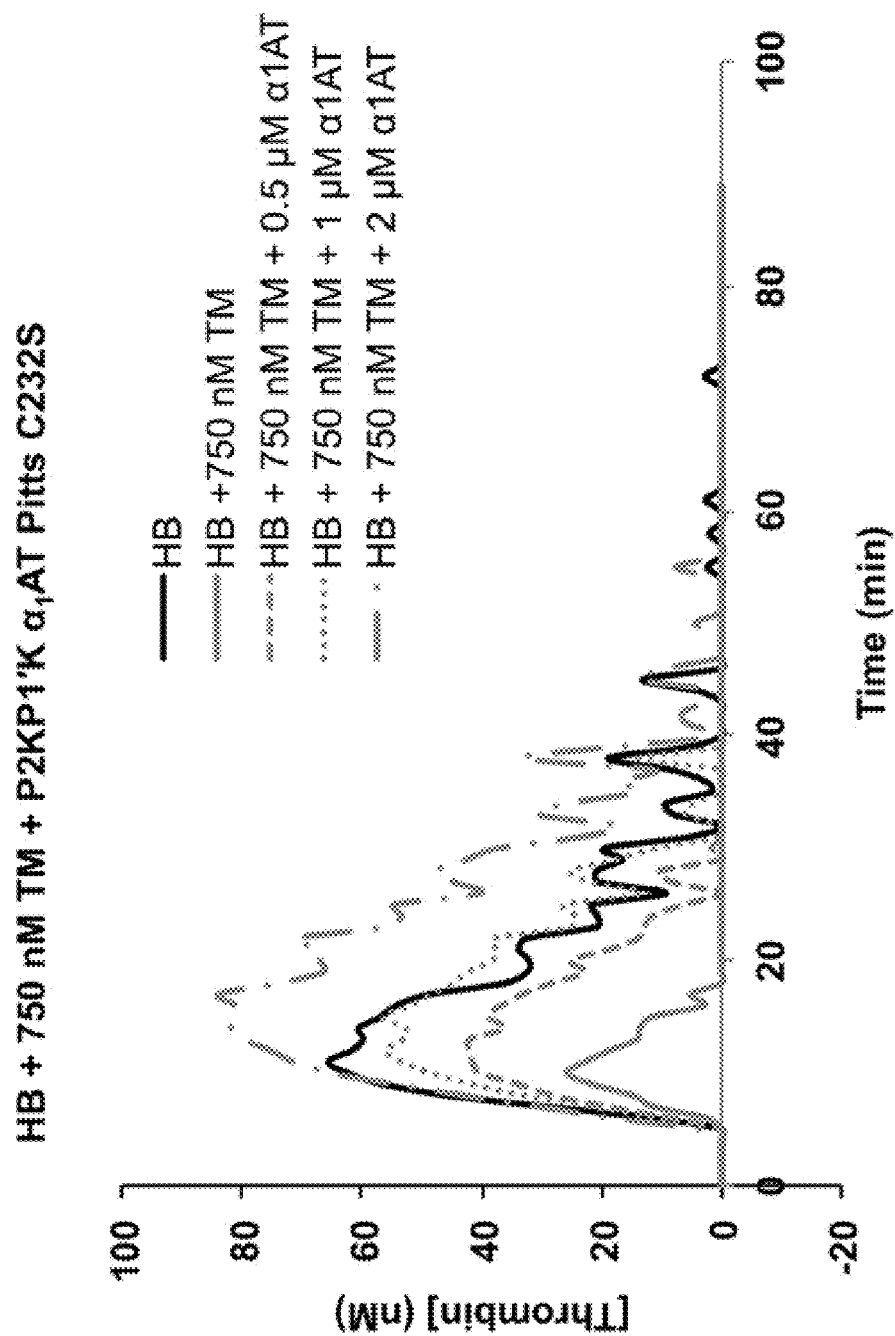 HB + 750 nM TM + P2KP1'K α₁AT Pitts C232S
HB
HB +750 nM TM
HB + 750 nM TM + 0.5 µM α1AT
HB + 750 nM TM + 1 µM α1AT
HB + 750 nM TM + 2 µM α1AT
[Thrombin] (nM)
100
80
60
40
20
0
-20
0
20
40
60
80
100
Time (min)